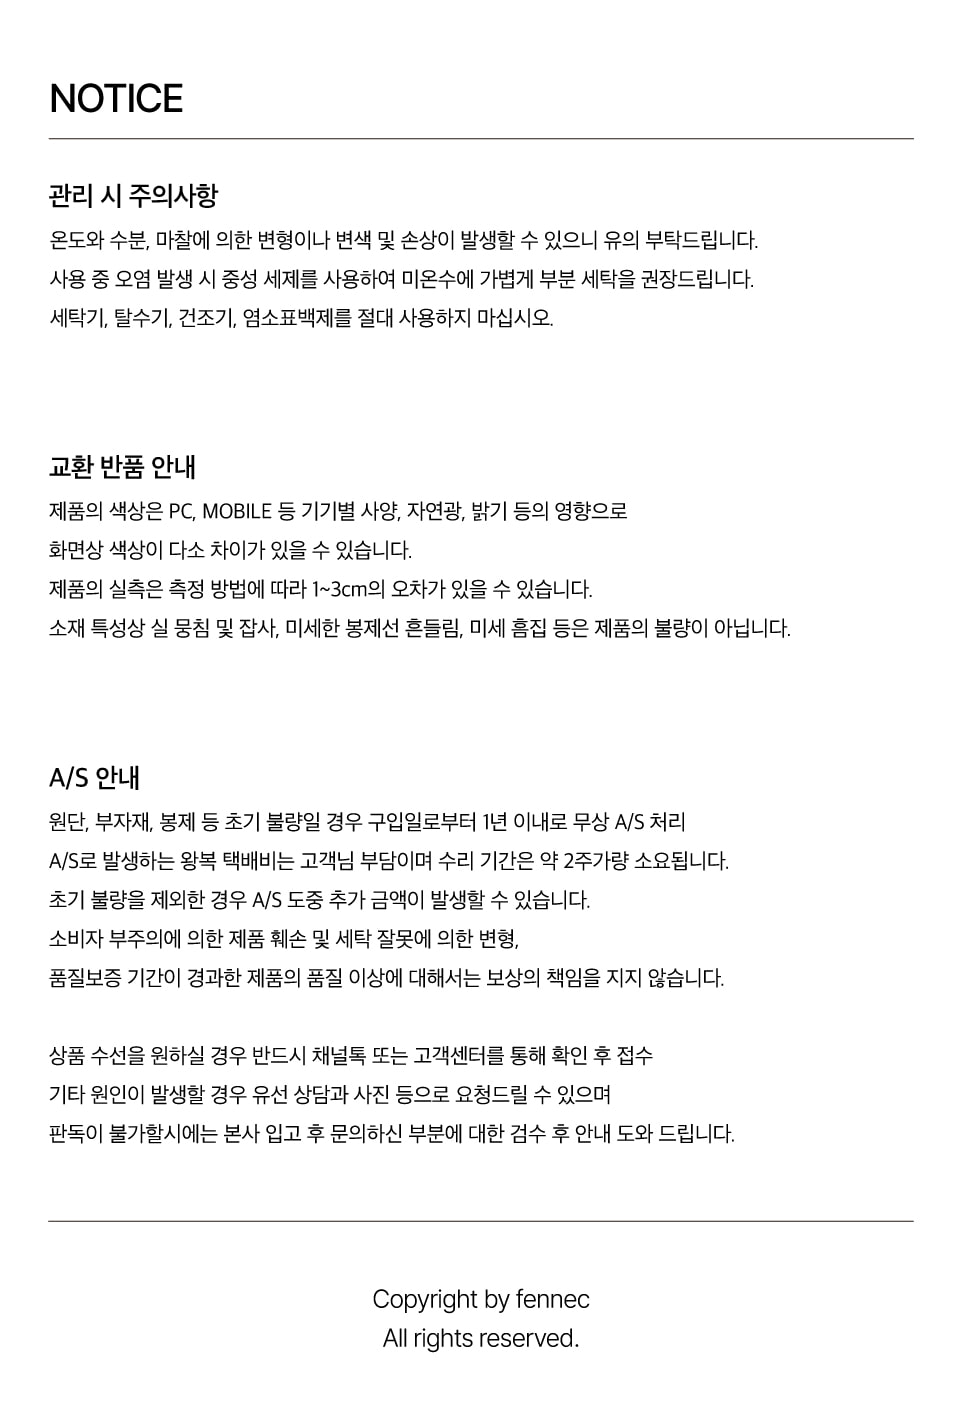 NOTICE
관리 시 주의사항
온도와 수분, 마찰에 의한 변형이나 변색 및 손상이 발생할 수 있으니 유의 부탁드립니다.
사용 중 오염 발생 시 중성 세제를 사용하여 미온수에 가볍게 부분 세탁을 권장드립니다.
세탁기, 탈수기, 건조기, 염소표백제를 절대 사용하지 마십시오.
교환 반품 안내
제품의 색상은 PC, MOBILE 등 기기별 사양, 자연광, 밝기 등의 영향으로
화면상 색상이 다소 차이가 있을 수 있습니다.
제품의 실측은 측정 방법에 따라 1~3cm의 오차가 있을 수 있습니다.
소재 특성상 실 뭉침 및 잡사, 미세한 봉제선 흔들림, 미세 흠집 등은 제품의 불량이 아닙니다.
A/S 안내
원단, 부자재, 봉제 등 초기 불량일 경우 구입일로부터 1년 이내로 무상 A/S 처리
A/S로 발생하는 왕복 택배비는 고객님 부담이며 수리 기간은 약 2주가량 소요됩니다.
초기 불량을 제외한 경우 A/S 도중 추가 금액이 발생할 수 있습니다.
소비자 부주의에 의한 제품 훼손 및 세탁 잘못에 의한 변형,
품질보증 기간이 경과한 제품의 품질 이상에 대해서는 보상의 책임을 지지 않습니다.
상품 수선을 원하실 경우 반드시 채널톡 또는 고객센터를 통해 확인 후 접수
기타 원인이 발생할 경우 유선 상담과 사진 등으로 요청드릴 수 있으며
판독이 불가할시에는 본사 입고 후 문의하신 부분에 대한 검수 후 안내 도와 드립니다.
Copyright by fennec
All rights reserved.